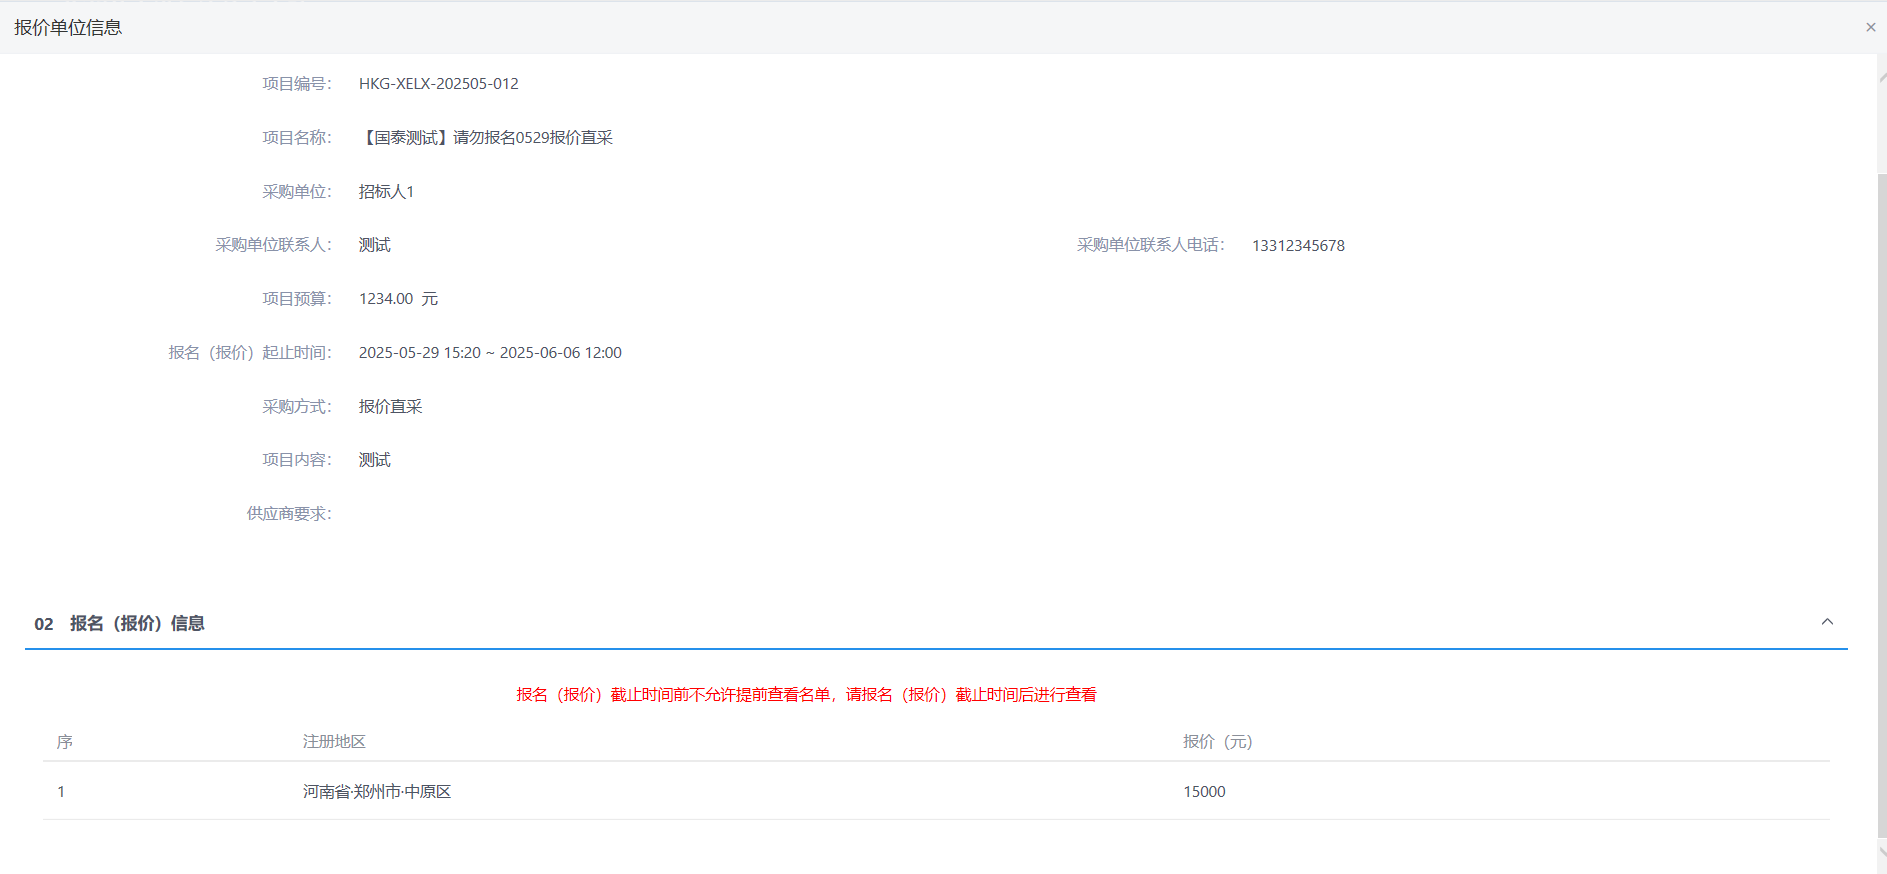 报价单位信息
项目编号： HKG-XELX-202505-012
项目名称： 【国泰测试】请勿报名0529报价直采
采购单位： 招标人1
采购单位联系人： 测试 采购单位联系人电话： 13312345678
项目预算： 1234.00 元
报名（报价）起止时间： 2025-05-29 15:20 ~ 2025-06-06 12:00
采购方式： 报价直采
项目内容： 测试
供应商要求：
02 报名（报价）信息
报名（报价）截止时间前不允许提前查看名单，请报名（报价）截止时间后进行查看
序 注册地区 报价（元）
1 河南省·郑州市·中原区 15000